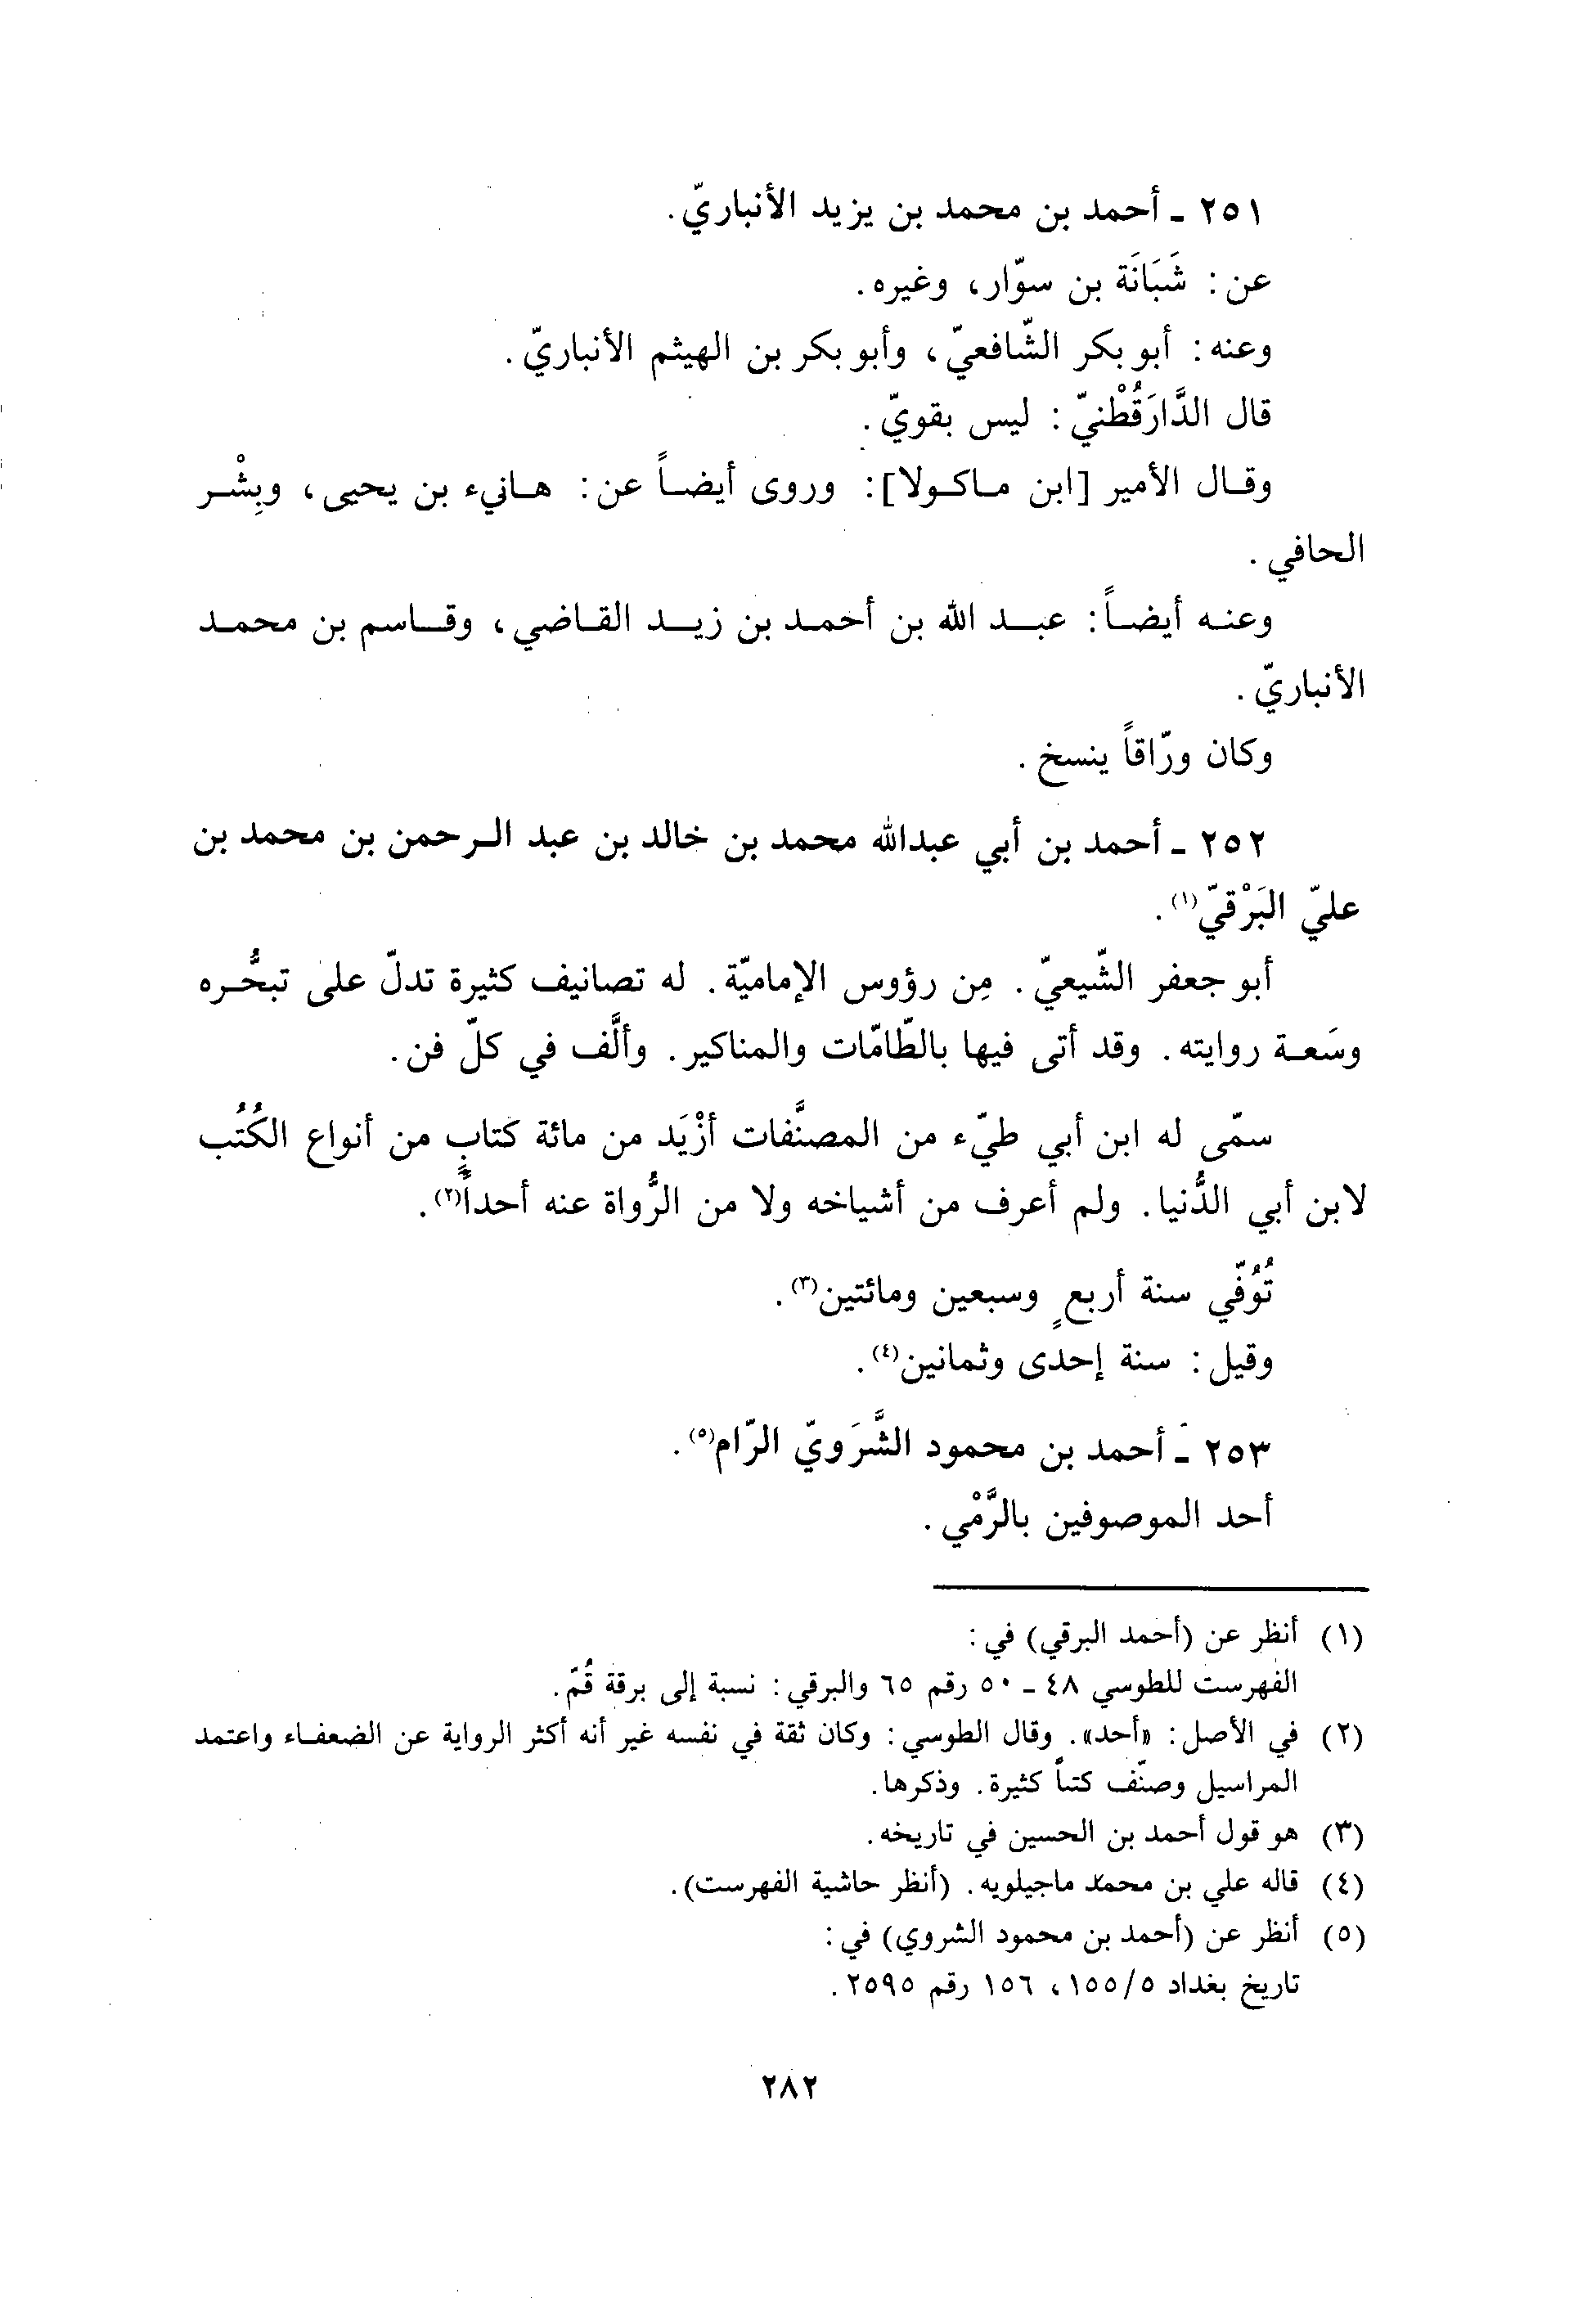 ٢٥١ - أحمد بن محمد بن يزيد الأنباريّ.
عن: شَبَانَة بن سوّار، وغيره.
وعنه: أبو بكر الشّافعيّ، وأبو بكر بن الهيثم الأنباريّ.
قال الدَّارَقُطْنيّ: ليس بقويّ.
وقال الأمير [ابن ماكولا]: وروى أيضاً عن: هانيء بن يحيى، وبِشْر
الحافي.
وعنه أيضاً: عبد الله بن أحمد بن زيد القاضي، وقاسم بن محمد
الأنباريّ.
وكان ورّاقاً ينسخ.
٢٥٢ - أحمد بن أبي عبدالله محمد بن خالد بن عبد الرحمن بن محمد بن
عليّ البَرْقيّ(١).
أبو جعفر الشّيعيّ. مِن رؤوس الإماميّة. له تصانيف كثيرة تدلّ على تبحُّره
وسَعة روايته. وقد أتى فيها بالطّامّات والمناكير. وألَّف في كلّ فن.
سمّى له ابن أبي طيّء من المصنَّفات أزْيَد من مائة كتابٍ من أنواع الكُتُب
لابن أبي الدُّنيا. ولم أعرف من أشياخه ولا من الرُّواة عنه أحداً(٢).
تُوُفّي سنة أربعٍ وسبعين ومائتين(٣).
وقيل: سنة إحدى وثمانين(٤).
٢٥٣ - أحمد بن محمود الشَّرَويّ الرّام(٥).
أحد الموصوفين بالرَّمْي.
(١) أنظر عن (أحمد البرقي) في:
الفهرست للطوسي ٤٨ - ٥٠ رقم ٦٥ والبرقي: نسبة إلى برقة قُمّ.
(٢) في الأصل: «أحد». وقال الطوسي: وكان ثقة في نفسه غير أنه أكثر الرواية عن الضعفاء واعتمد
المراسيل وصنّف كتباً كثيرة. وذكرها.
(٣) هو قول أحمد بن الحسين في تاريخه.
(٤) قاله علي بن محمد ماجيلويه. (أنظر حاشية الفهرست).
(٥) أنظر عن (أحمد بن محمود الشروي) في:
تاريخ بغداد ٥/١٥٥، ١٥٦ رقم ٢٥٩٥.
٢٨٢